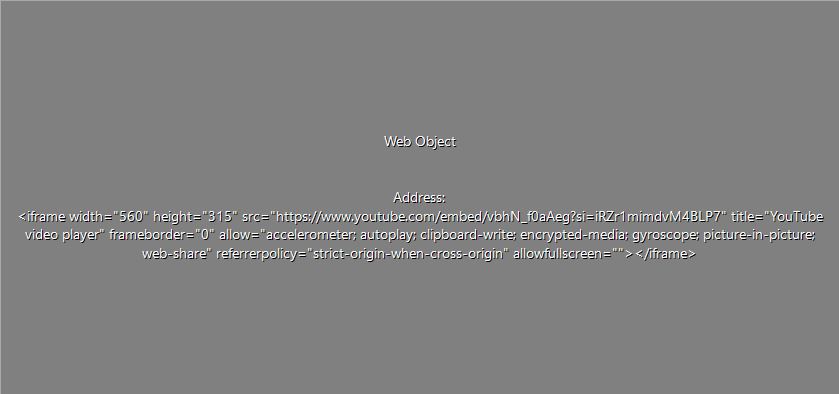 Web Object
Address:
<iframe width="560" height="315" src="https://www.youtube.com/embed/vbhN_f0aAeg?si=iRZr1mimdvM4BLP7" title="YouTube
video player" frameborder="0" allow="accelerometer; autoplay; clipboard-write; encrypted-media; gyroscope; picture-in-picture;
web-share" referrerpolicy="strict-origin-when-cross-origin" allowfullscreen=""></iframe>